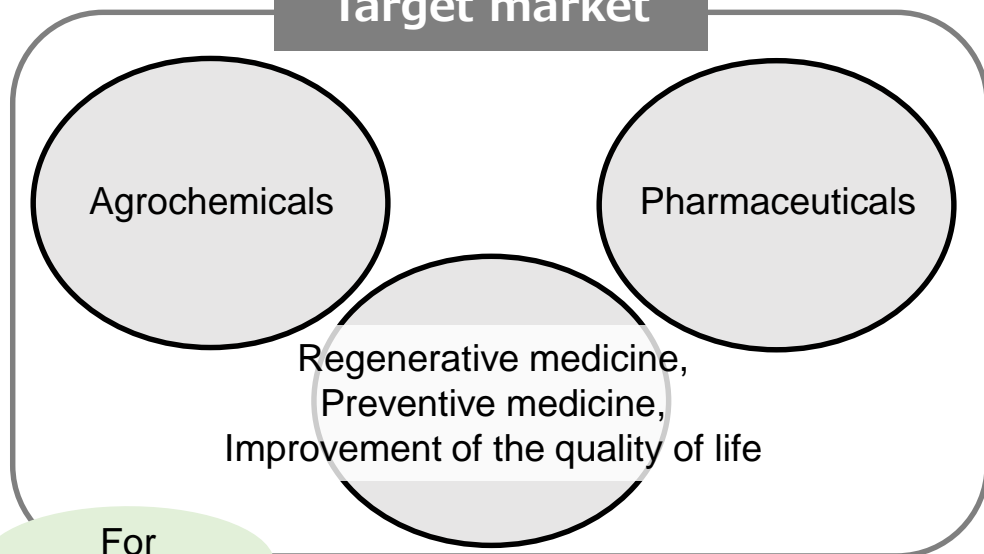 Target market
Agrochemicals
Pharmaceuticals
Regenerative medicine,
Preventive medicine,
Improvement of the quality of life
For